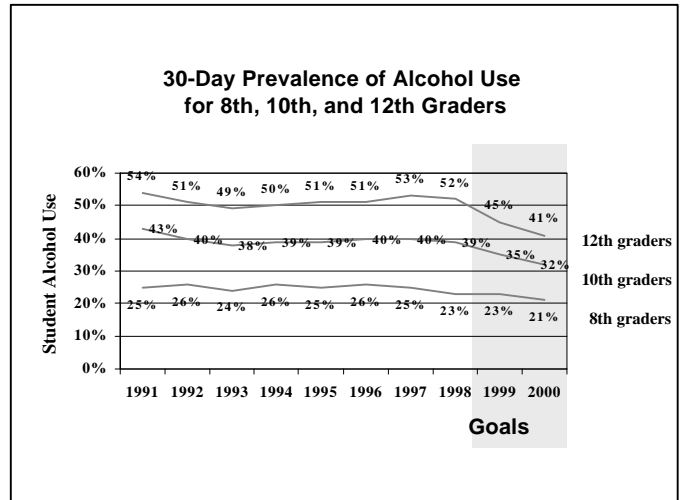 30-Day Prevalence of Alcohol Use
for 8th, 10th, and 12th Graders
Student Alcohol Use
60%
50%
40%
30%
20%
10%
0%
54% 51% 49% 50% 51% 51% 53% 52% 45% 41%
43% 40% 38% 39% 39% 40% 40% 39% 35% 32%
25% 26% 24% 26% 25% 26% 25% 23% 23% 21%
12th graders
10th graders
8th graders
1991 1992 1993 1994 1995 1996 1997 1998 1999 2000
Goals